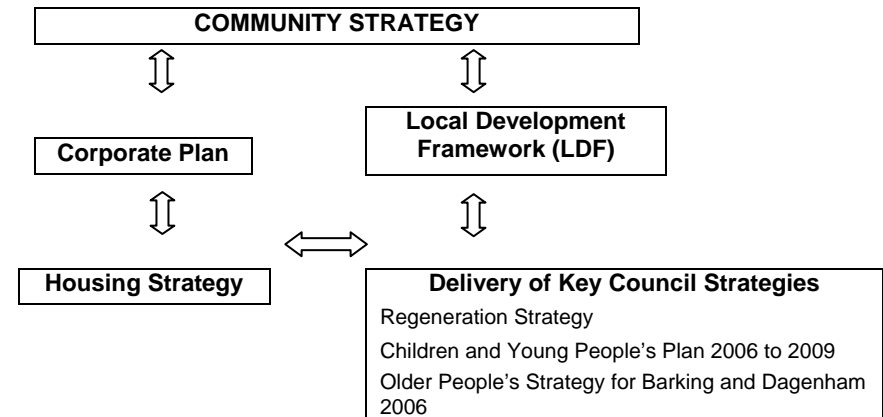 COMMUNITY STRATEGY
Local Development
Framework (LDF)
Corporate Plan
Housing Strategy
Delivery of Key Council Strategies
Regeneration Strategy
Children and Young People's Plan 2006 to 2009
Older People's Strategy for Barking and Dagenham
2006